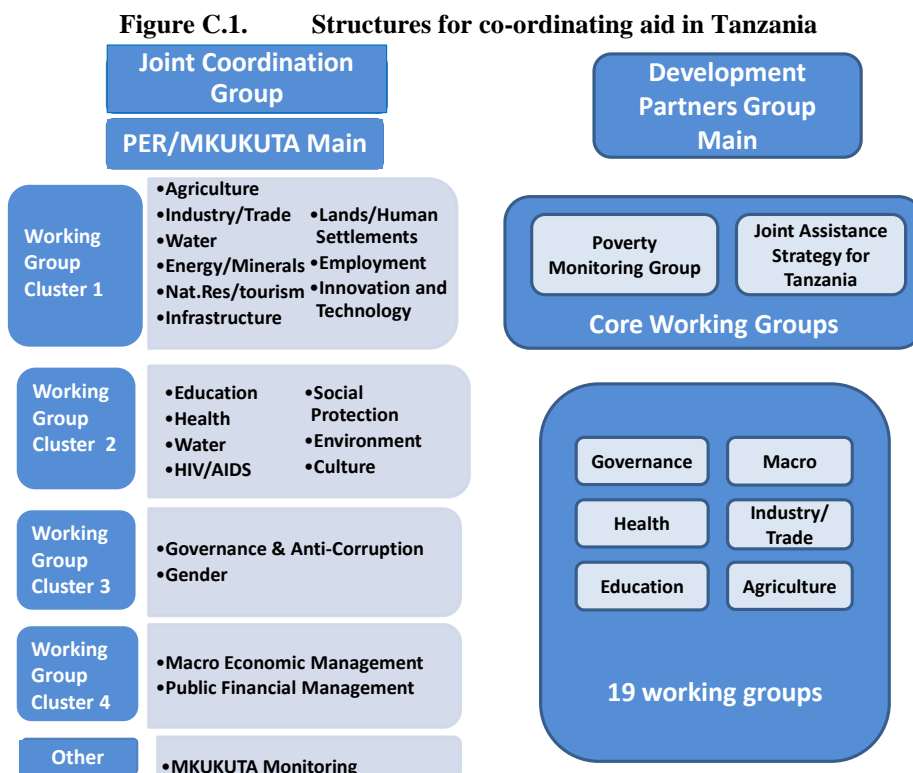 Figure C.1. Structures for co-ordinating aid in Tanzania
Joint Coordination
Group
PER/MKUKUTA Main
Working
Group
Cluster 1
•Agriculture
•Industry/Trade
•Water
•Energy/Minerals
•Nat.Res/tourism
•Infrastructure
•Lands/Human
Settlements
•Employment
•Innovation and
Technology
Working
Group
Cluster 2
•Education
•Health
•Water
•HIV/AIDS
•Social
Protection
•Environment
•Culture
Working
Group
Cluster 3
•Governance & Anti-Corruption
•Gender
Working
Group
Cluster 4
•Macro Economic Management
•Public Financial Management
Other
•MKUKUTA Monitoring
Development
Partners Group
Main
Poverty
Monitoring Group
Joint Assistance
Strategy for
Tanzania
Core Working Groups
Governance
Macro
Health
Industry/
Trade
Education
Agriculture
19 working groups